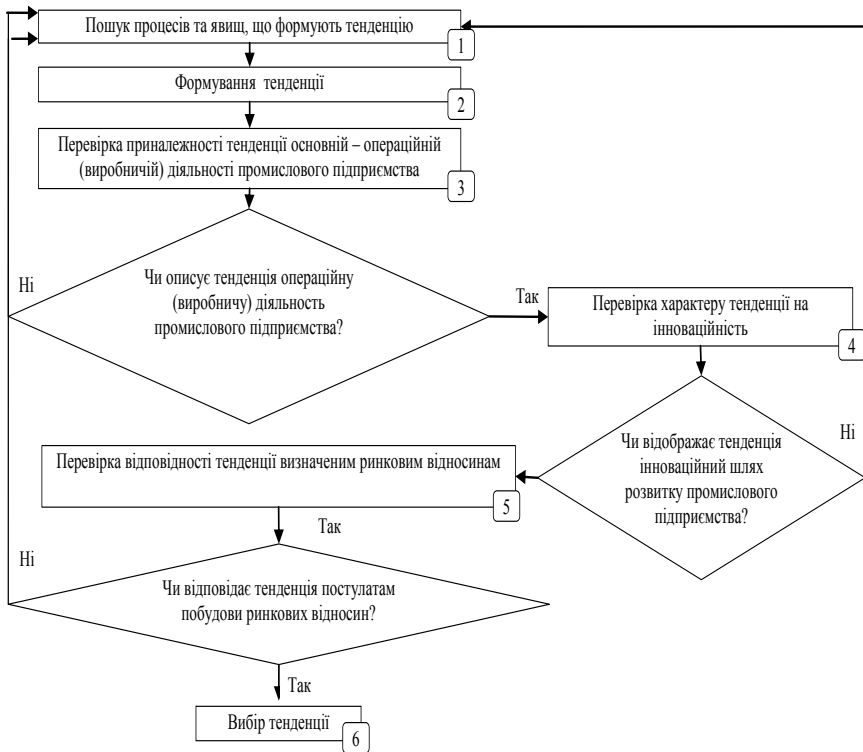 Пошук процесів та явищ, що формують тенденцію
1
Формування тенденції
2
Перевірка приналежності тенденції основній – операційній
(виробничій) діяльності промислового підприємства
3
Ні
Чи описує тенденція операційну
(виробничу) діяльность
промислового підприємства?
Так
Перевірка характеру тенденції на
інноваційність
4
Ні
Чи відображає тенденція
інноваційний шлях
розвитку промислового
підприємства?
Перевірка відповідності тенденції визначеним ринковим відносинам
5
Так
Ні
Чи відповідає тенденція постулатам
побудови ринкових відносин?
Так
Вибір тенденції
6